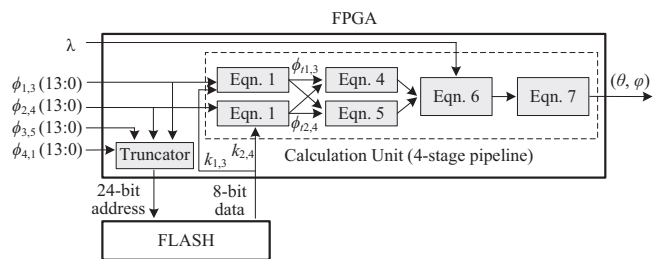 FPGA
λ
ϕ1,3 (13:0)
ϕ2,4 (13:0)
ϕ3,5 (13:0)
ϕ4,1 (13:0)
Truncator
Eqn. 1
Eqn. 1
ϕt1,3
ϕt2,4
k1,3
k2,4
Eqn. 4
Eqn. 5
Eqn. 6
Eqn. 7
(θ, φ)
Calculation Unit (4-stage pipeline)
24-bit
address
8-bit
data
FLASH